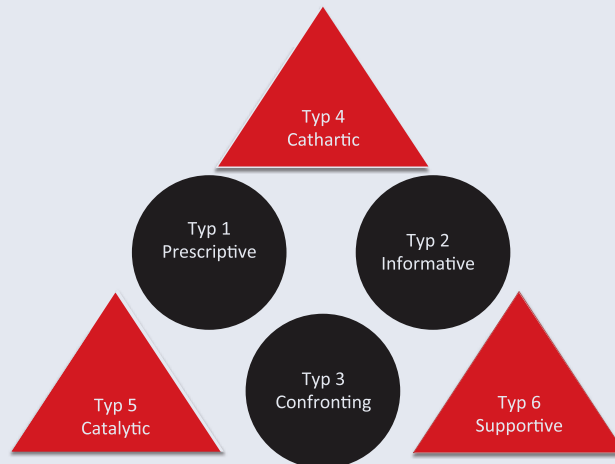 Typ 4
Cathartic
Typ 1
Prescriptive
Typ 2
Informative
Typ 3
Confronting
Typ 5
Catalytic
Typ 6
Supportive